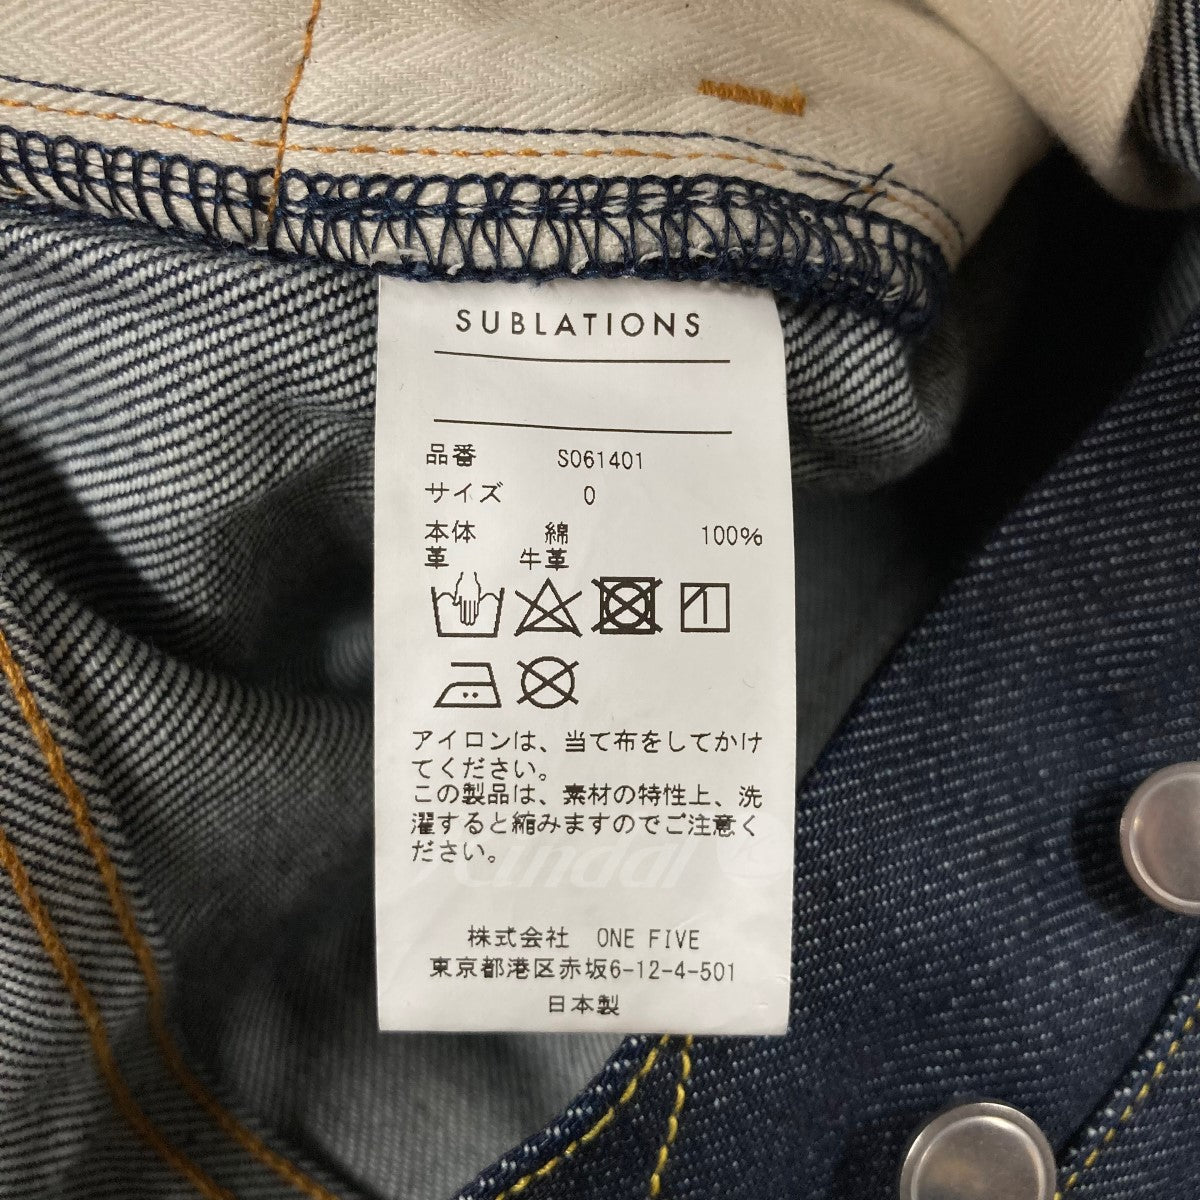 SUBLATIONS
品番 S061401
サイズ 0
本体 綿 100%
革 牛革
アイロンは、当て布をしてかけ
てください。
この製品は、素材の特性上、洗
濯すると縮みますのでご注意く
ださい。
kindal
株式会社 ONE FIVE
東京都港区赤坂6-12-4-501
日本製